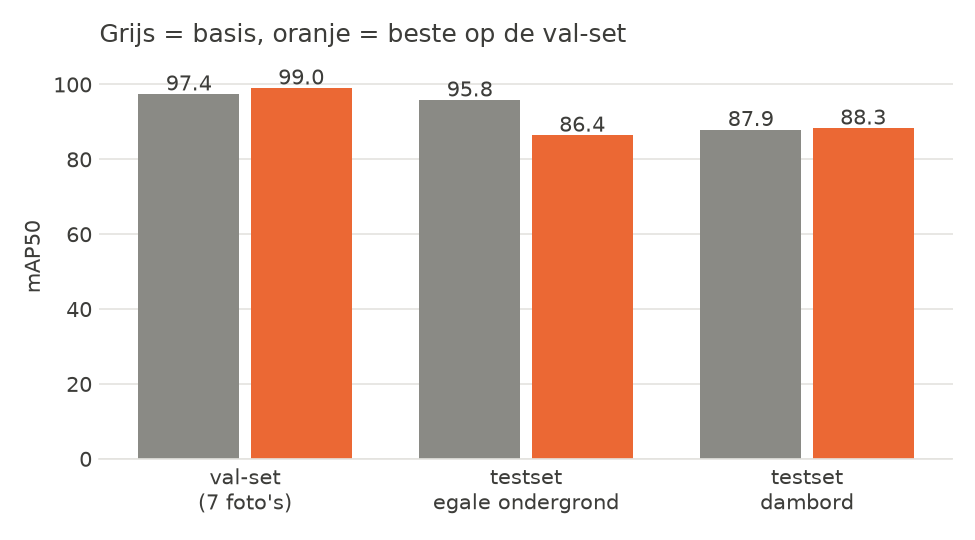 Grijs = basis, oranje = beste op de val-set
mAP50
100
80
60
40
20
0
97.4
99.0
95.8
86.4
87.9
88.3
val-set
(7 foto's)
testset
egale ondergrond
testset
dambord